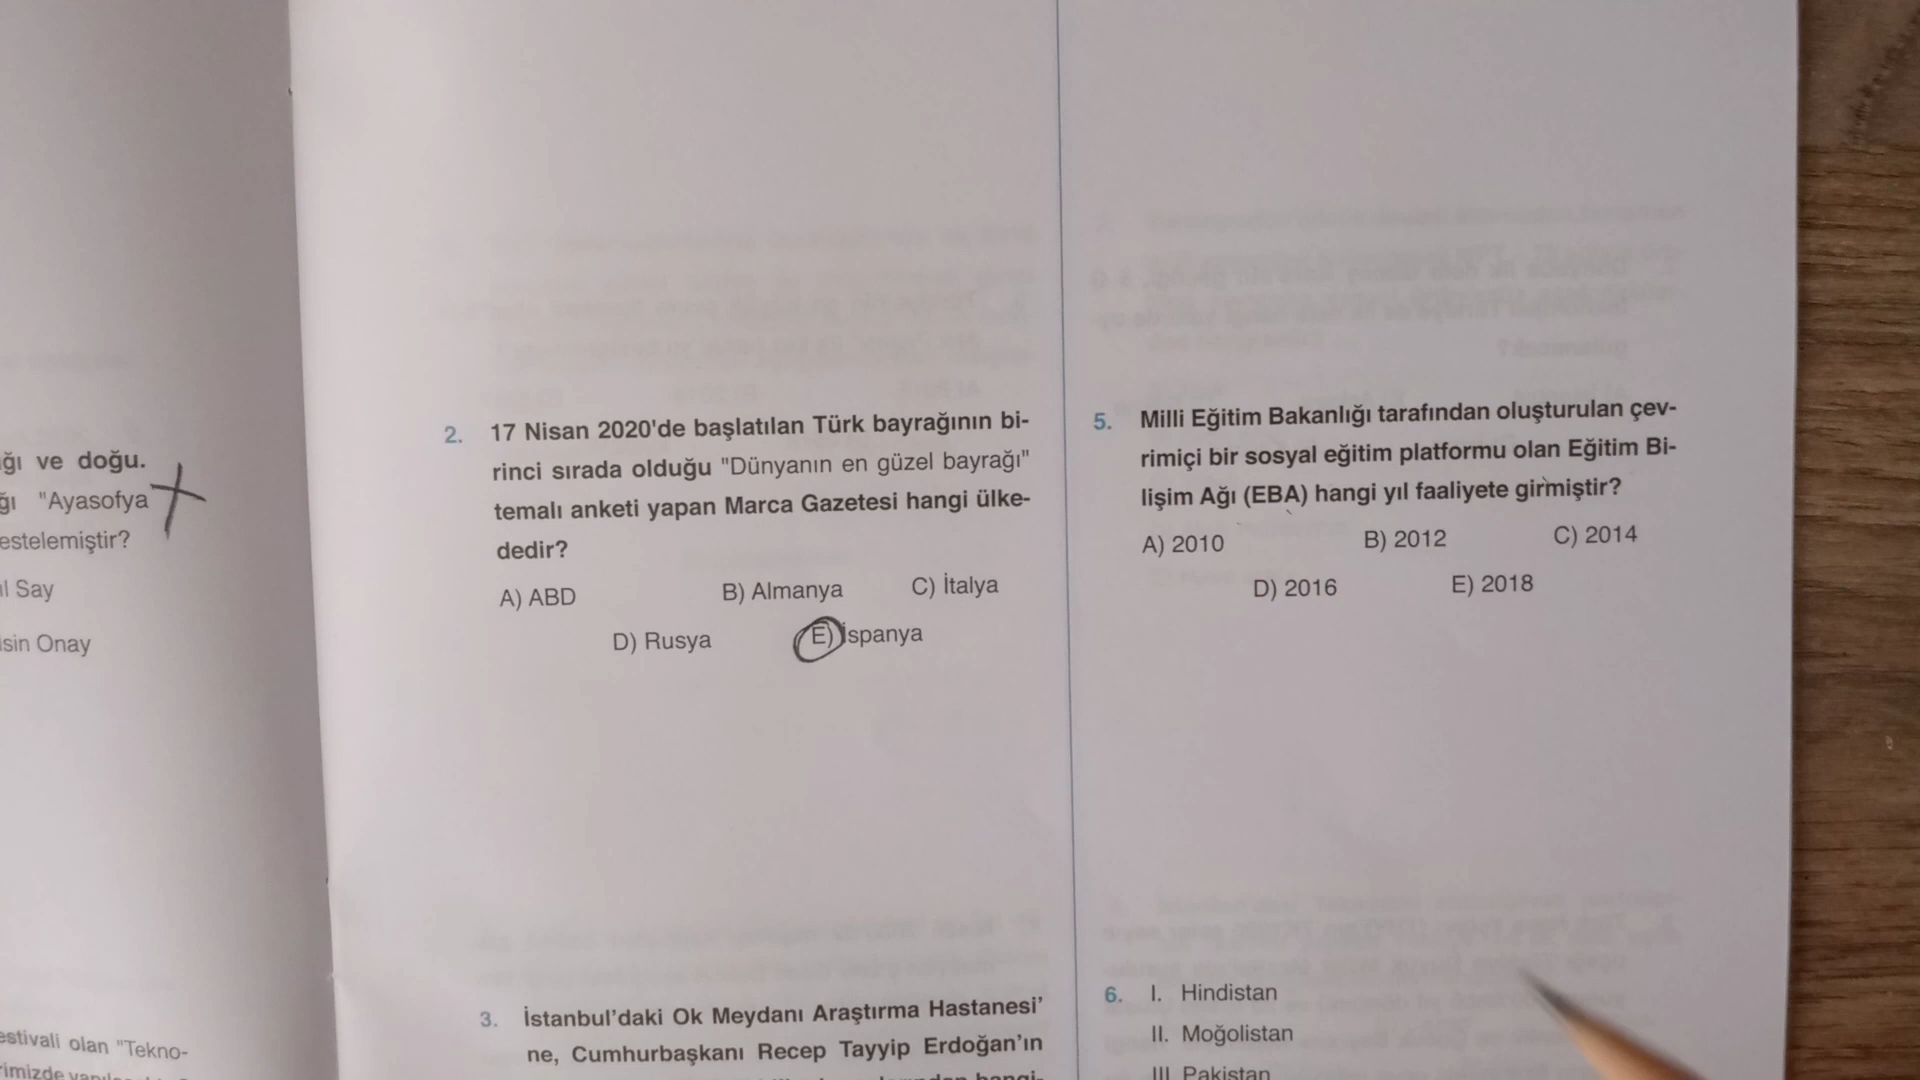 ğı ve doğu.
ğı "Ayasofya
estelemiştir?
ıl Say
sin Onay
estivali olan "Tekno-
2. 17 Nisan 2020'de başlatılan Türk bayrağının bi-
rinci sırada olduğu "Dünyanın en güzel bayrağı"
temalı anketi yapan Marca Gazetesi hangi ülke-
dedir?
A) ABD B) Almanya C) İtalya
D) Rusya E) İspanya
3. İstanbul'daki Ok Meydanı Araştırma Hastanesi'
ne, Cumhurbaşkanı Recep Tayyip Erdoğan'ın
5. Milli Eğitim Bakanlığı tarafından oluşturulan çev-
rimiçi bir sosyal eğitim platformu olan Eğitim Bi-
lişim Ağı (EBA) hangi yıl faaliyete girmiştir?
A) 2010 B) 2012 C) 2014
D) 2016 E) 2018
6. I. Hindistan
II. Moğolistan
III. Pakistan